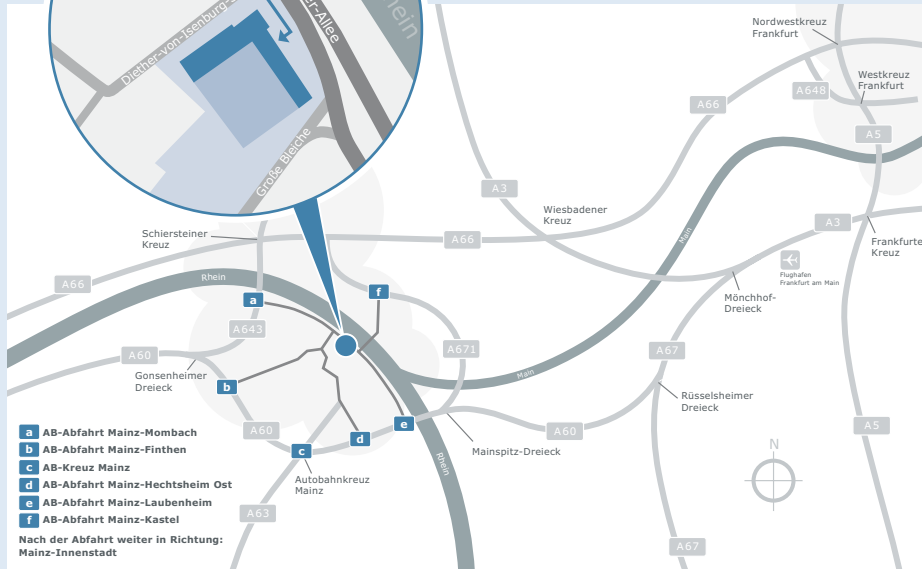 Diether-von-Isenburg-
er-Allee
hein
Große Bleiche
Nordwestkreuz
Frankfurt
Westkreuz
Frankfurt
A648
A66
A5
A3
Wiesbadener
Kreuz
A3
Schiersteiner
Kreuz
A66
Main
Frankfurte
Kreuz
Flughafen
Frankfurt am Main
A66
Rhein
Mönchhof-
Dreieck
a
f
A643
A60
A671
A67
Gonsenheimer
Dreieck
b
Main
Rüsselsheimer
Dreieck
A60
e
d
c
A60
A5
Mainspitz-Dreieck
Rhein
N
Autobahnkreuz
Mainz
A63
A67
a AB-Abfahrt Mainz-Mombach
b AB-Abfahrt Mainz-Finthen
c AB-Kreuz Mainz
d AB-Abfahrt Mainz-Hechtsheim Ost
e AB-Abfahrt Mainz-Laubenheim
f AB-Abfahrt Mainz-Kastel
Nach der Abfahrt weiter in Richtung:
Mainz-Innenstadt